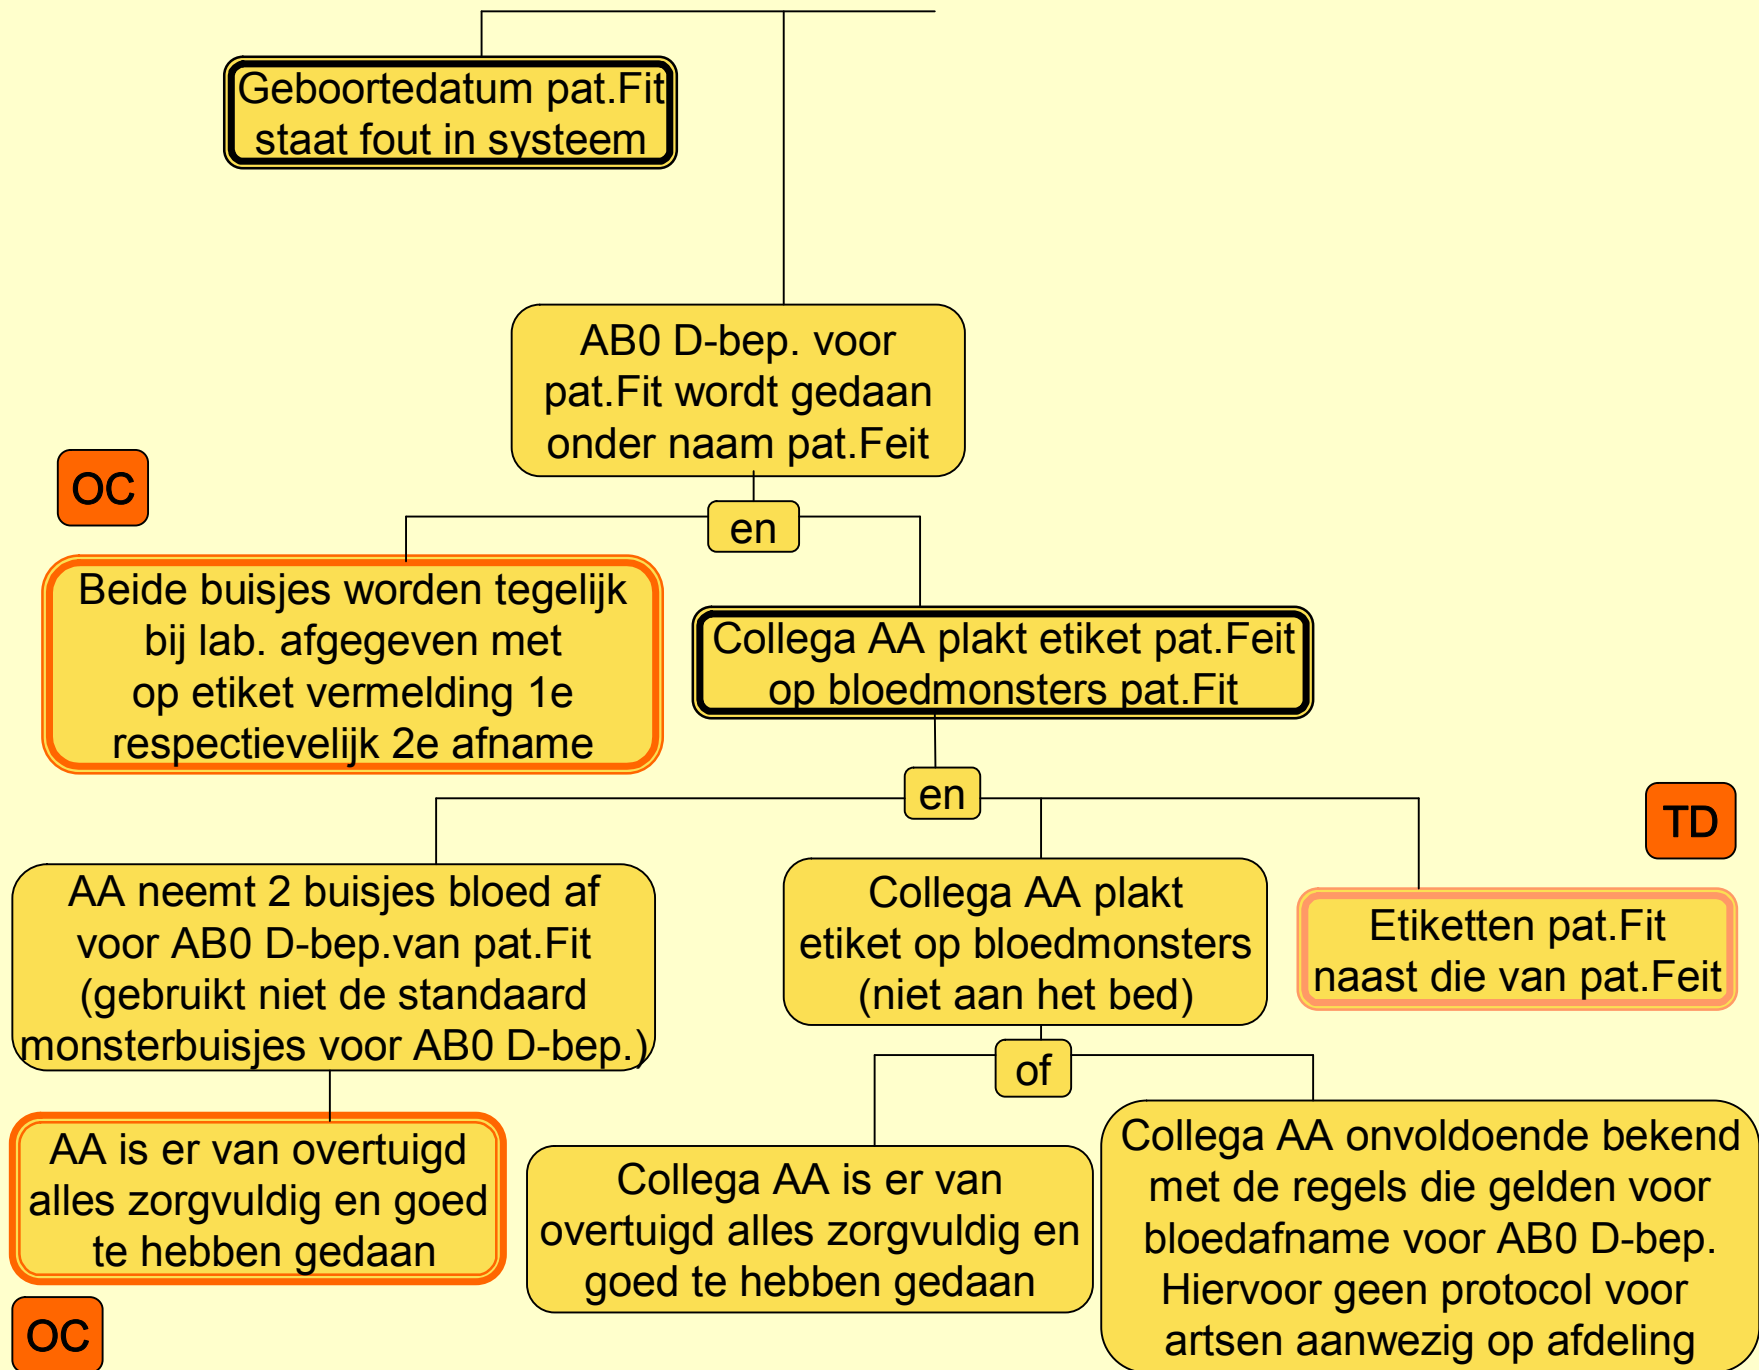 Geboortedatum pat.Fit
staat fout in systeem
AB0 D-bep. voor
pat.Fit wordt gedaan
onder naam pat.Feit
OC
en
Beide buisjes worden tegelijk
bij lab. afgegeven met
op etiket vermelding 1e
respectievelijk 2e afname
Collega AA plakt etiket pat.Feit
op bloedmonsters pat.Fit
en
TD
AA neemt 2 buisjes bloed af
voor AB0 D-bep.van pat.Fit
(gebruikt niet de standaard
monsterbuisjes voor AB0 D-bep.)
Collega AA plakt
etiket op bloedmonsters
(niet aan het bed)
Etiketten pat.Fit
naast die van pat.Feit
of
AA is er van overtuigd
alles zorgvuldig en goed
te hebben gedaan
Collega AA is er van
overtuigd alles zorgvuldig en
goed te hebben gedaan
Collega AA onvoldoende bekend
met de regels die gelden voor
bloedafname voor AB0 D-bep.
Hiervoor geen protocol voor
artsen aanwezig op afdeling
OC